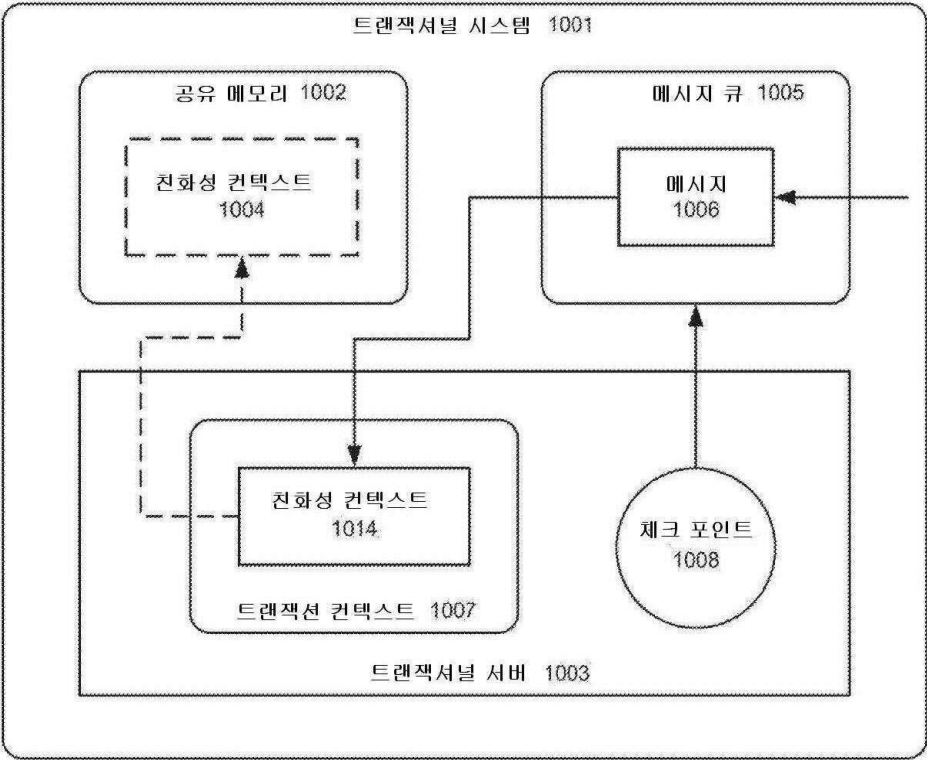 트랜잭셔널 시스템 1001
공유 메모리 1002
메시지 큐 1005
친화성 컨텍스트
1004
메시지
1006
친화성 컨텍스트
1014
체크 포인트
1008
트랜잭션 컨텍스트 1007
트랜잭셔널 서버 1003